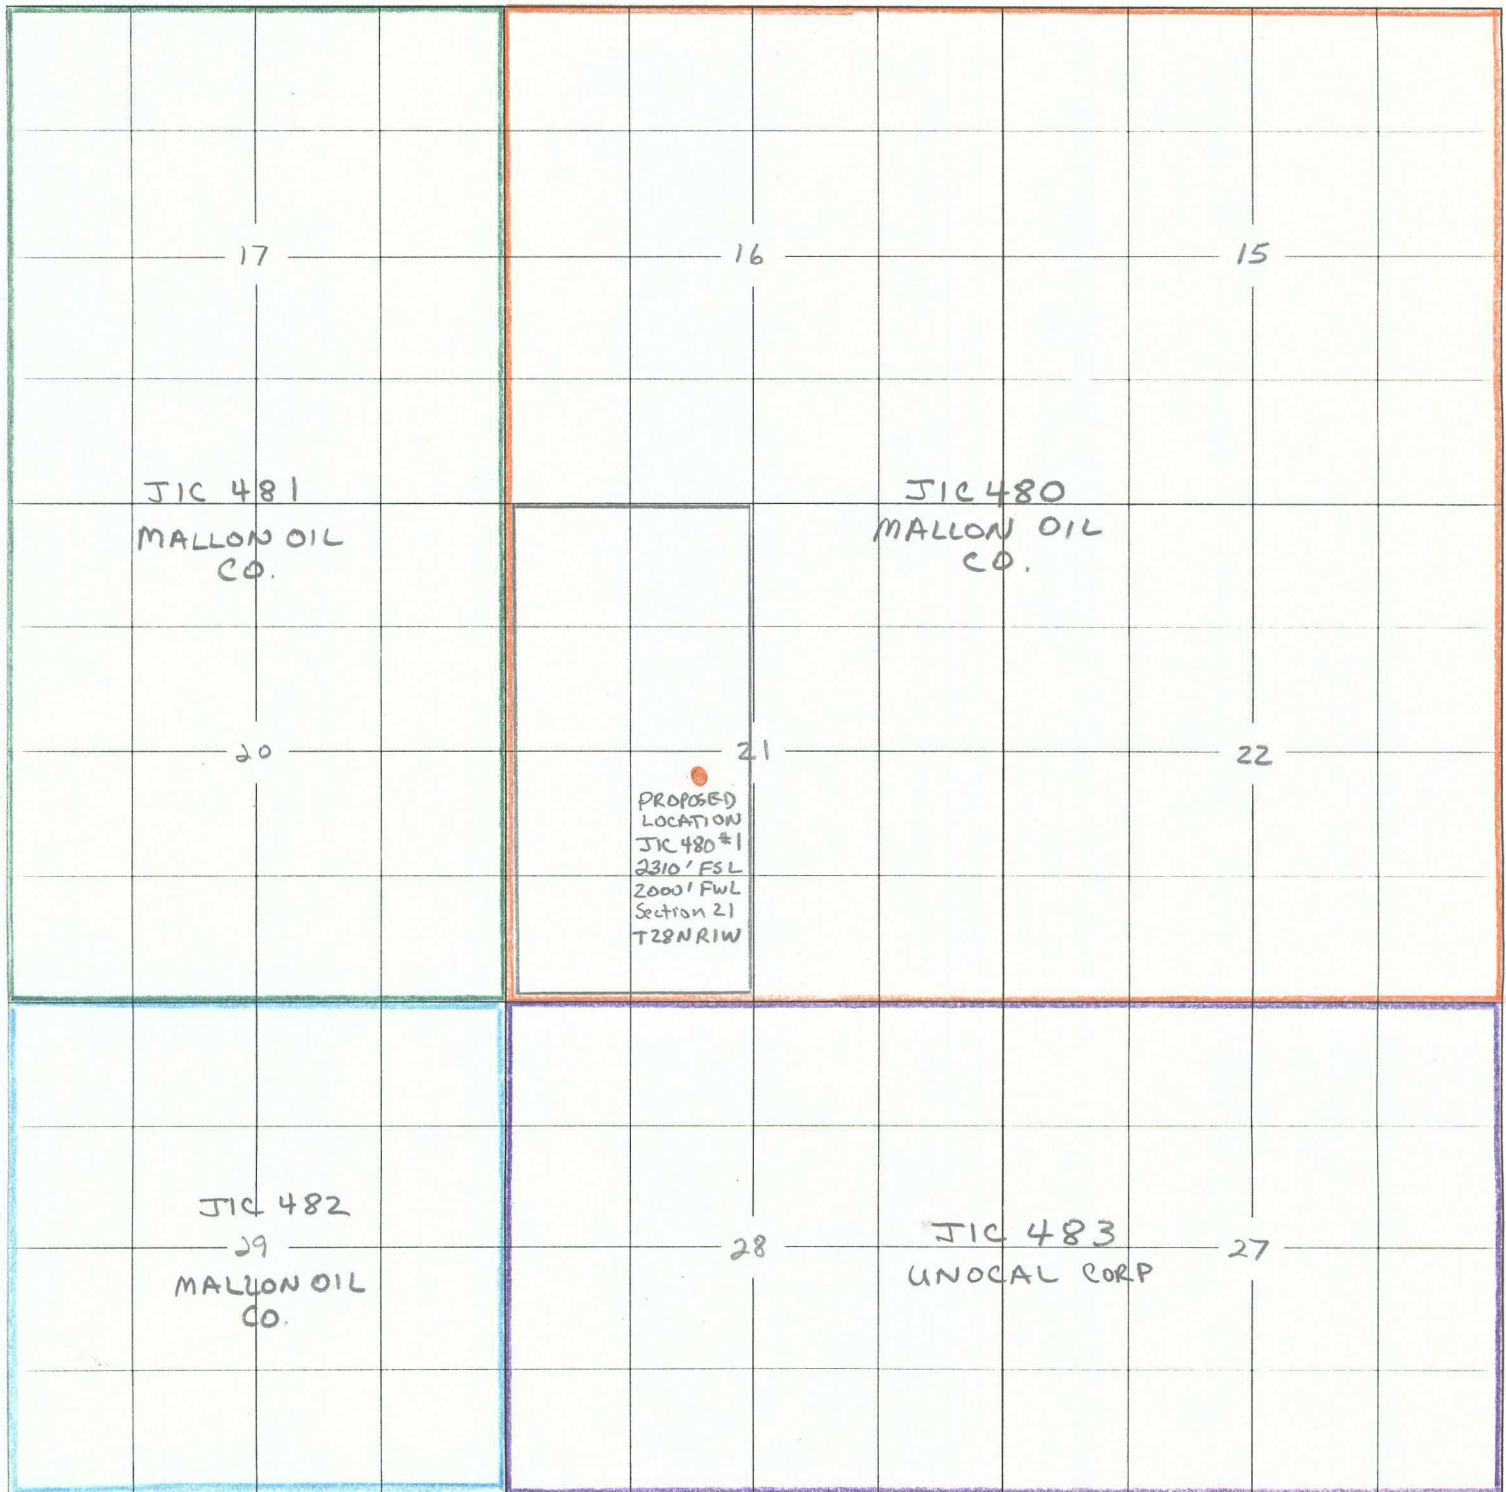 17
16
15
JIC 481
MALLON OIL
CO.
JIC 480
MALLON OIL
CO.
20
21
22
PROPOSED
LOCATION
JIC 480 #1
2310' FSL
2000' FWL
Section 21
T28N R1W
JIC 482
29
MALLON OIL
CO.
28
JIC 483
UNOCAL CORP
27